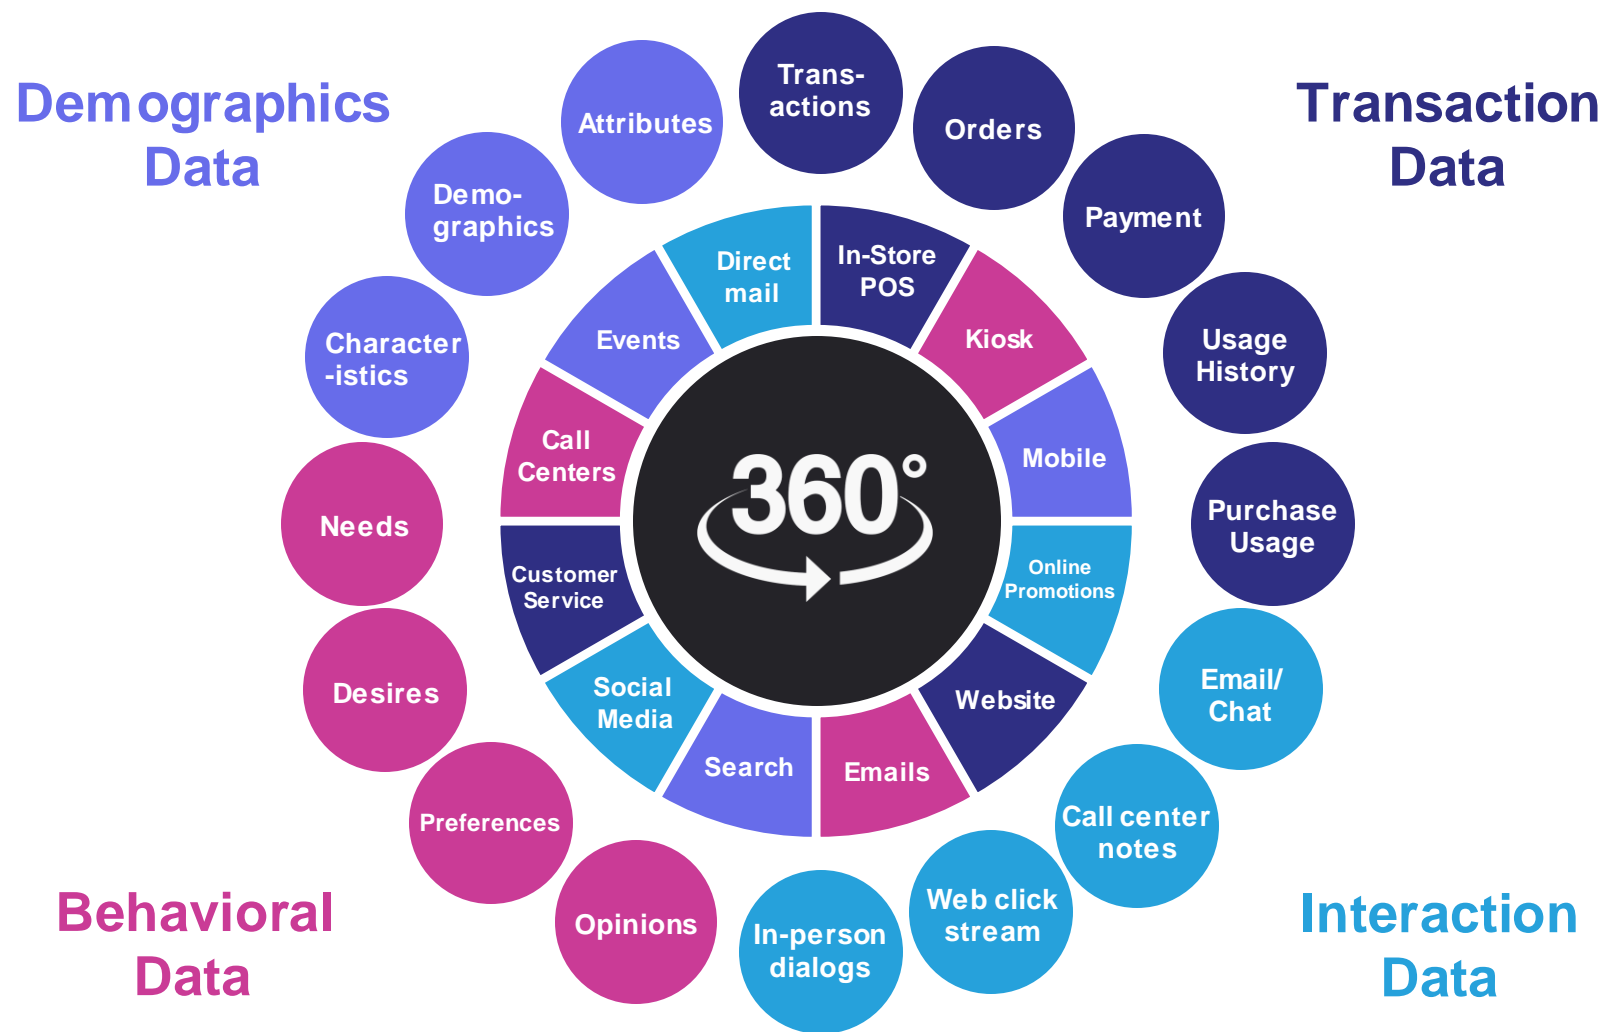 Demographics
Data
Transaction
Data
Trans-
actions
Orders
Payment
Usage
History
Purchase
Usage
Email/
Chat
Call center
notes
Web click
stream
In-person
dialogs
Opinions
Preferences
Desires
Needs
Character
-istics
Demo-
graphics
Attributes
In-Store
POS
Kiosk
Mobile
Online
Promotions
Website
Emails
Search
Social
Media
Customer
Service
Call
Centers
Events
Direct
mail
360°
Behavioral
Data
Interaction
Data